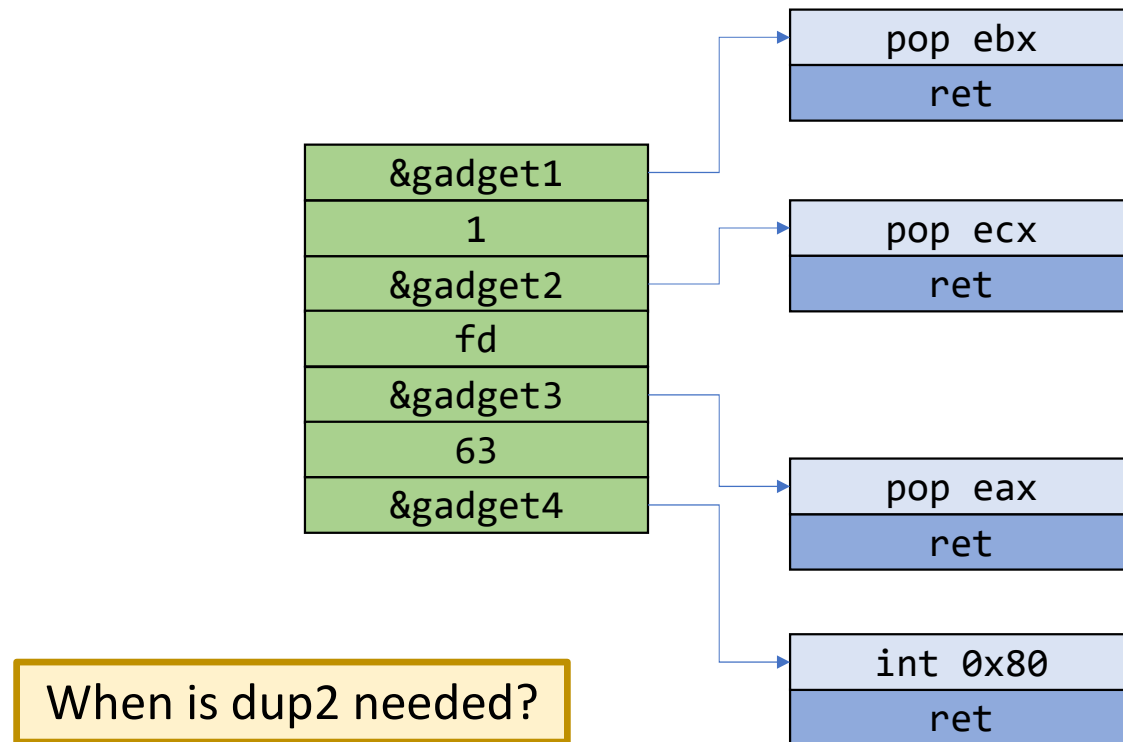 &gadget1
1
&gadget2
fd
&gadget3
63
&gadget4
pop ebx
ret
pop ecx
ret
pop eax
ret
int 0x80
ret
When is dup2 needed?